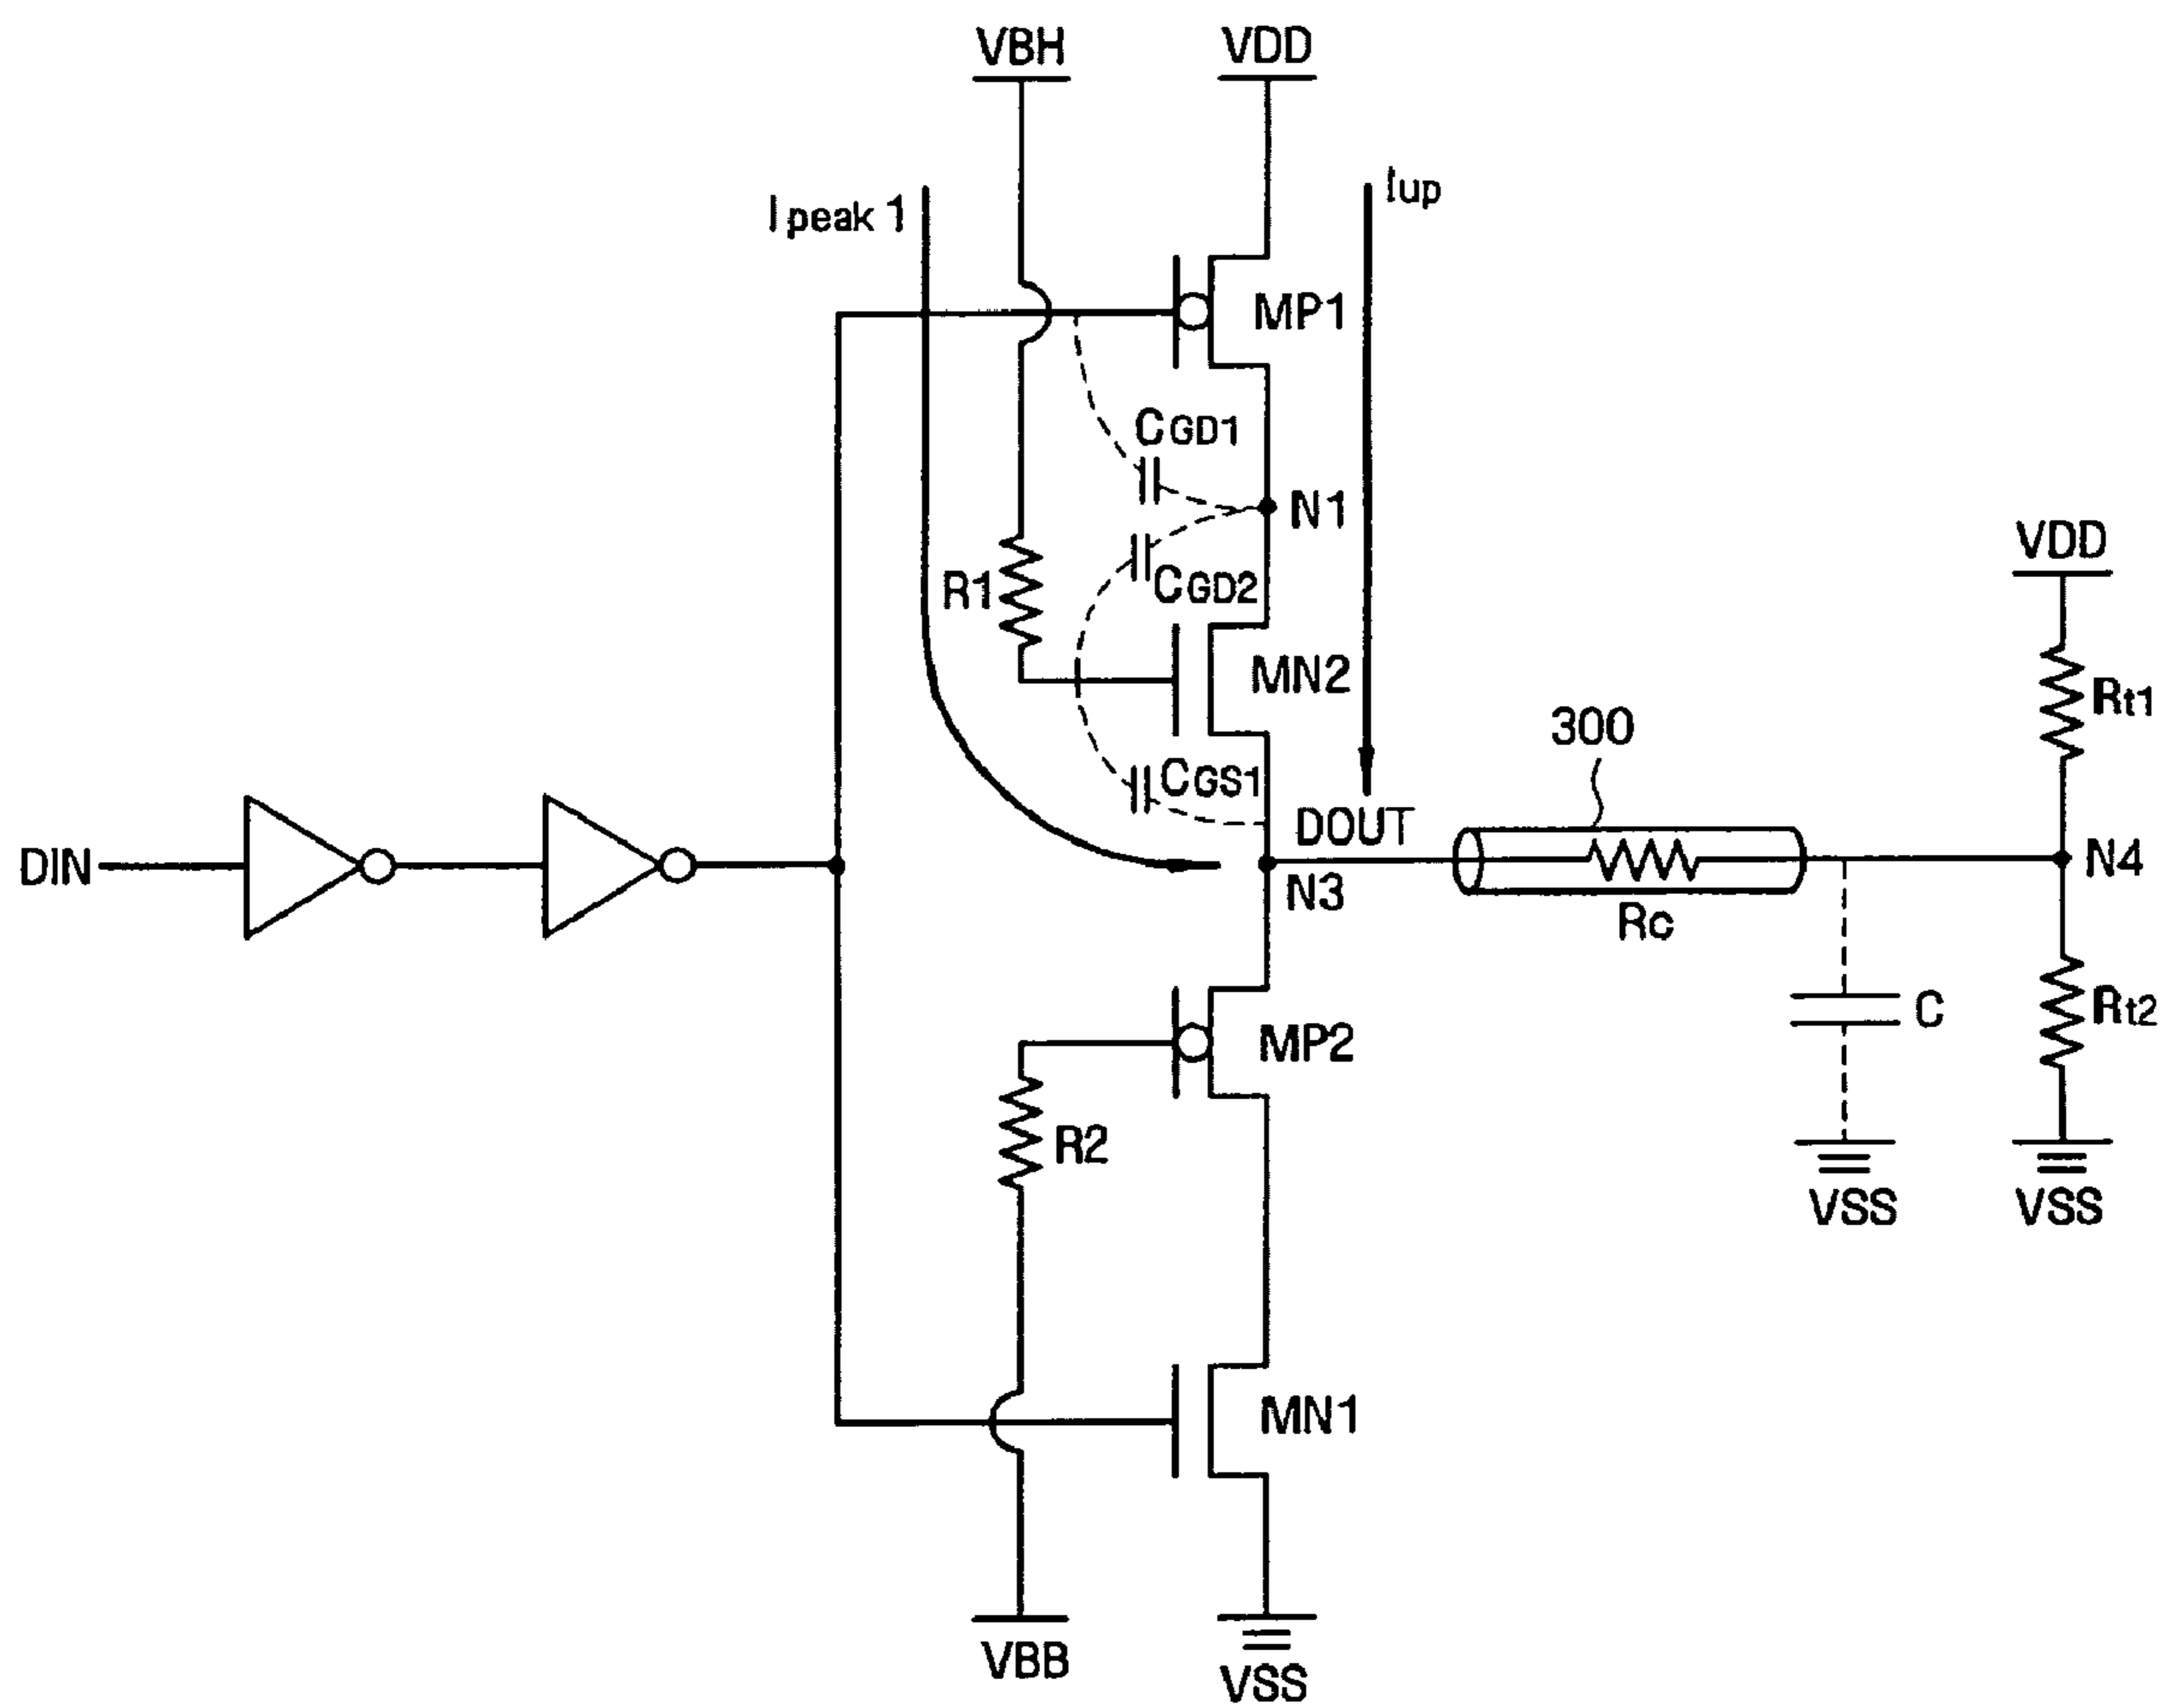 VBH
VDD
Ipeak 1
tup
MP1
CGD1
N1
CGD2
R1
MN2
VDD
Rt1
300
CGS1
DOUT
DIN
N3
N4
Rc
MP2
C
Rt2
R2
VSS
VSS
MN1
VBB
VSS